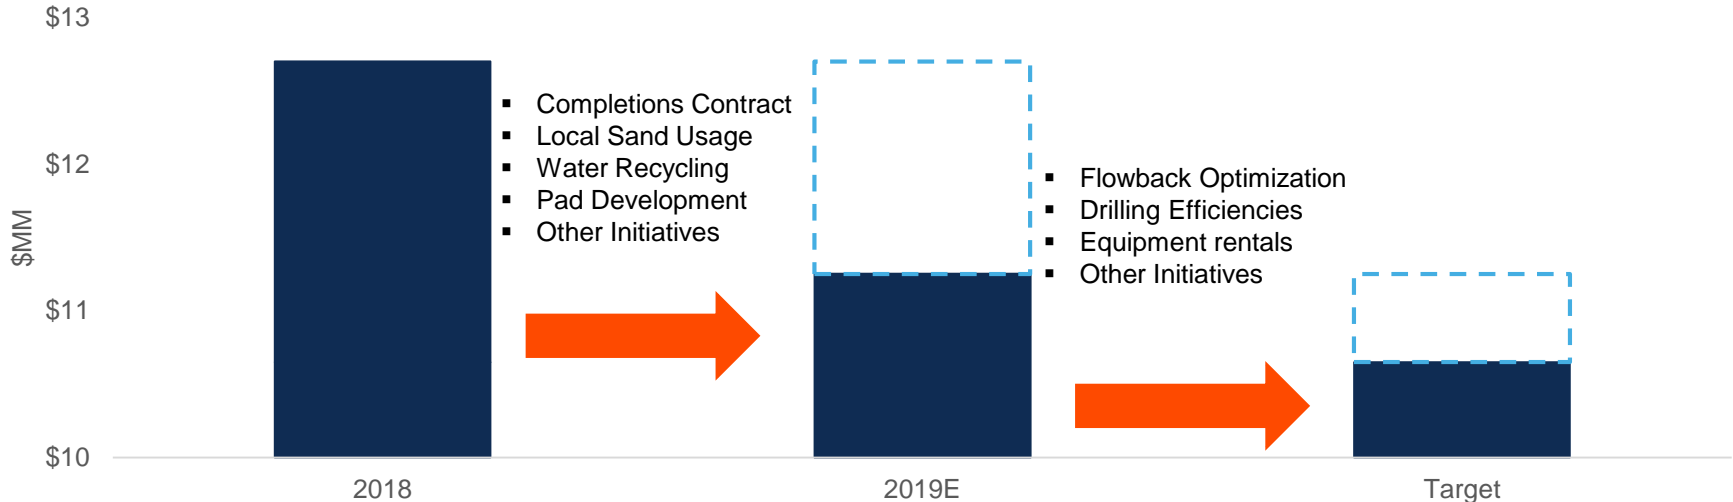 $13
$12
$11
$10
$MM
▪ Completions Contract
▪ Local Sand Usage
▪ Water Recycling
▪ Pad Development
▪ Other Initiatives
▪ Flowback Optimization
▪ Drilling Efficiencies
▪ Equipment rentals
▪ Other Initiatives
2018
2019E
Target